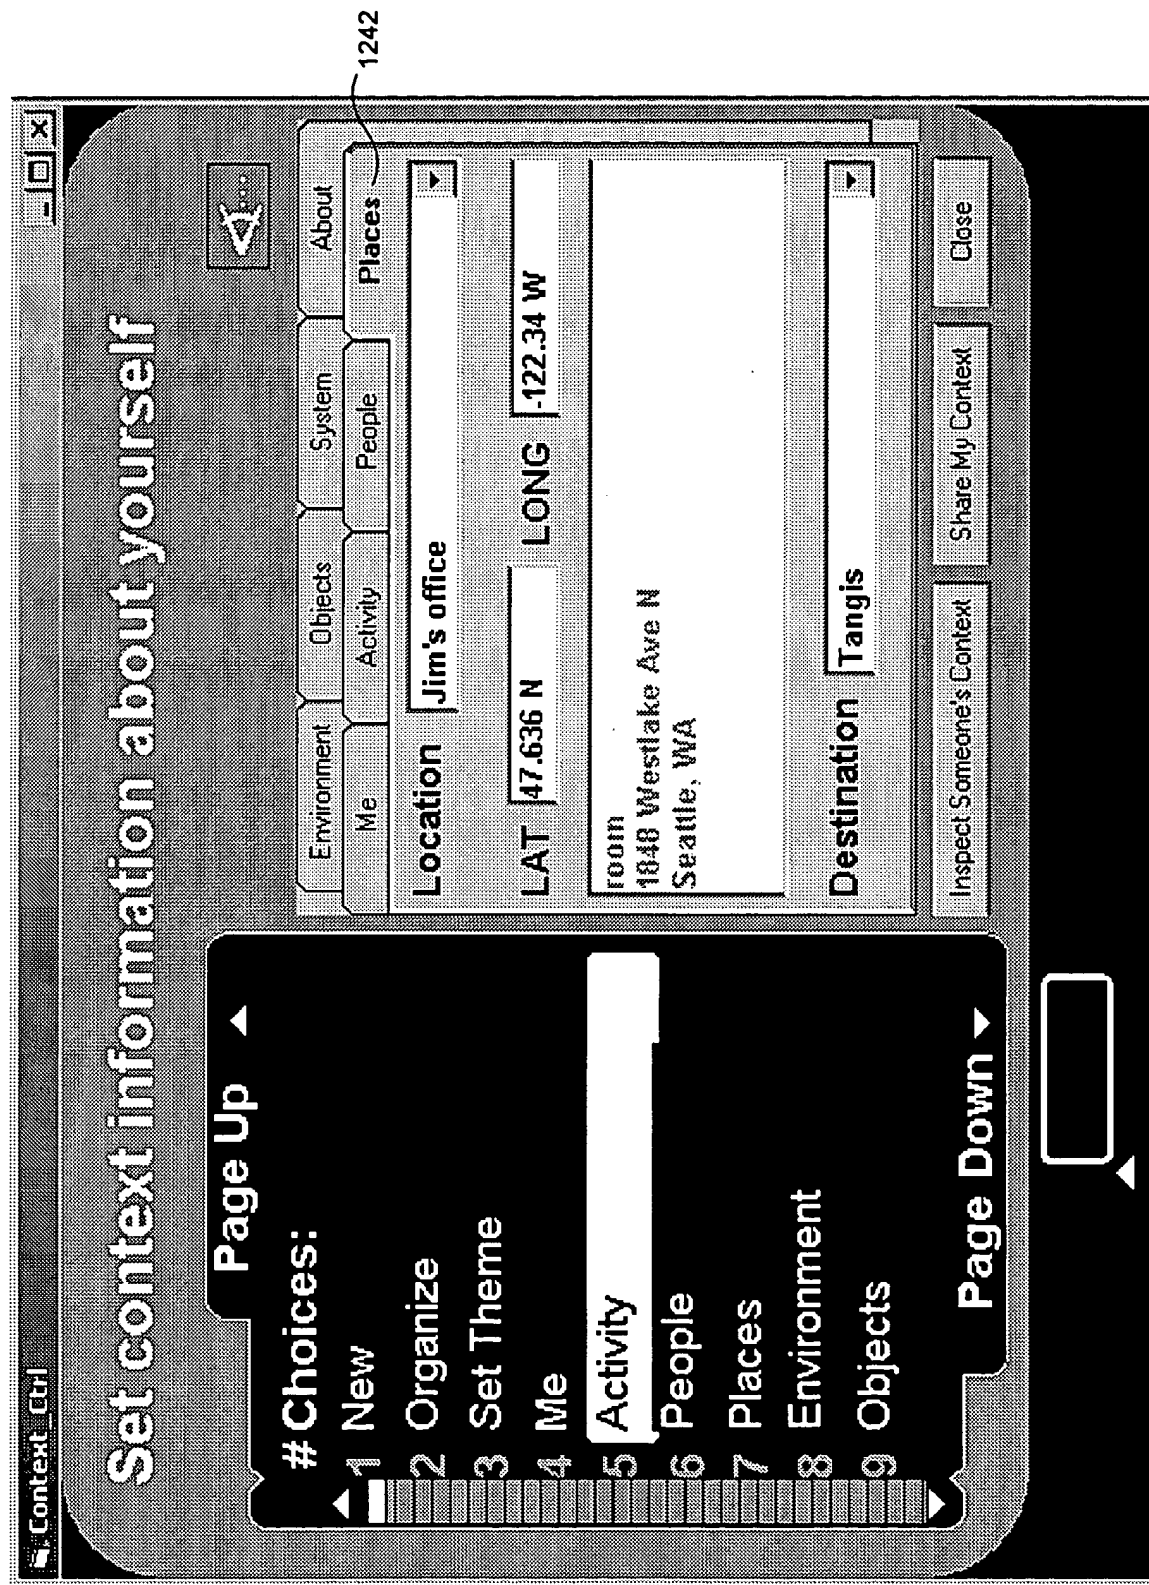 Context_Ctrl
Set context information about yourself
Page Up
# Choices:
1 New
2 Organize
3 Set Theme
4 Me
5 Activity
6 People
7 Places
8 Environment
9 Objects
Page Down
Environment Objects System About
Me Activity People Places
1242
Location Jim's office
LAT 47.636 N LONG -122.34 W
room
1848 Westlake Ave N
Seattle, WA
Destination Tangis
Inspect Someone's Context Share My Context Close